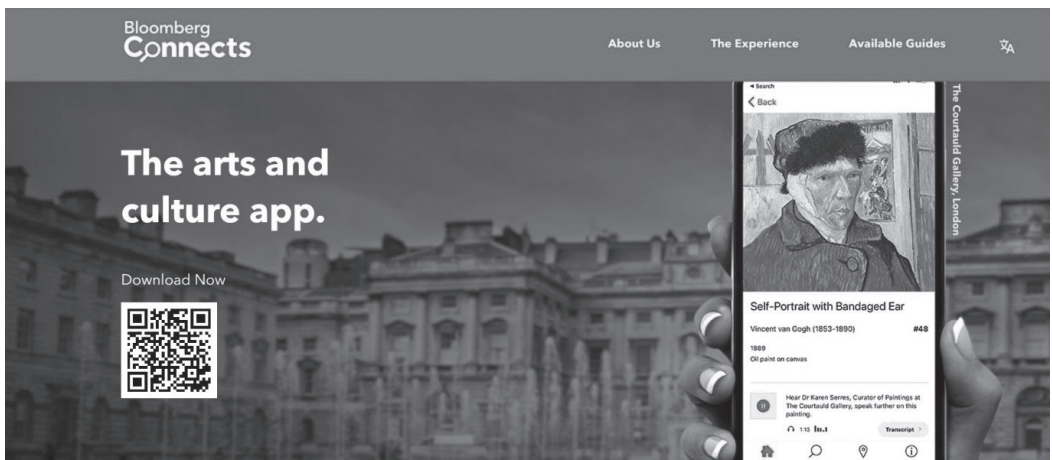 Bloomberg
Connects
About Us
The Experience
Available Guides
The arts and
culture app.
Download Now
Search
Back
Self-Portrait with Bandaged Ear
Vincent van Gogh (1853-1890)
#48
1889
Oil paint on canvas
Hear Dr Karen Serres, Curator of Paintings at
The Courtauld Gallery, speak further on this
painting.
1:13
Transcript
The Courtauld Gallery, London